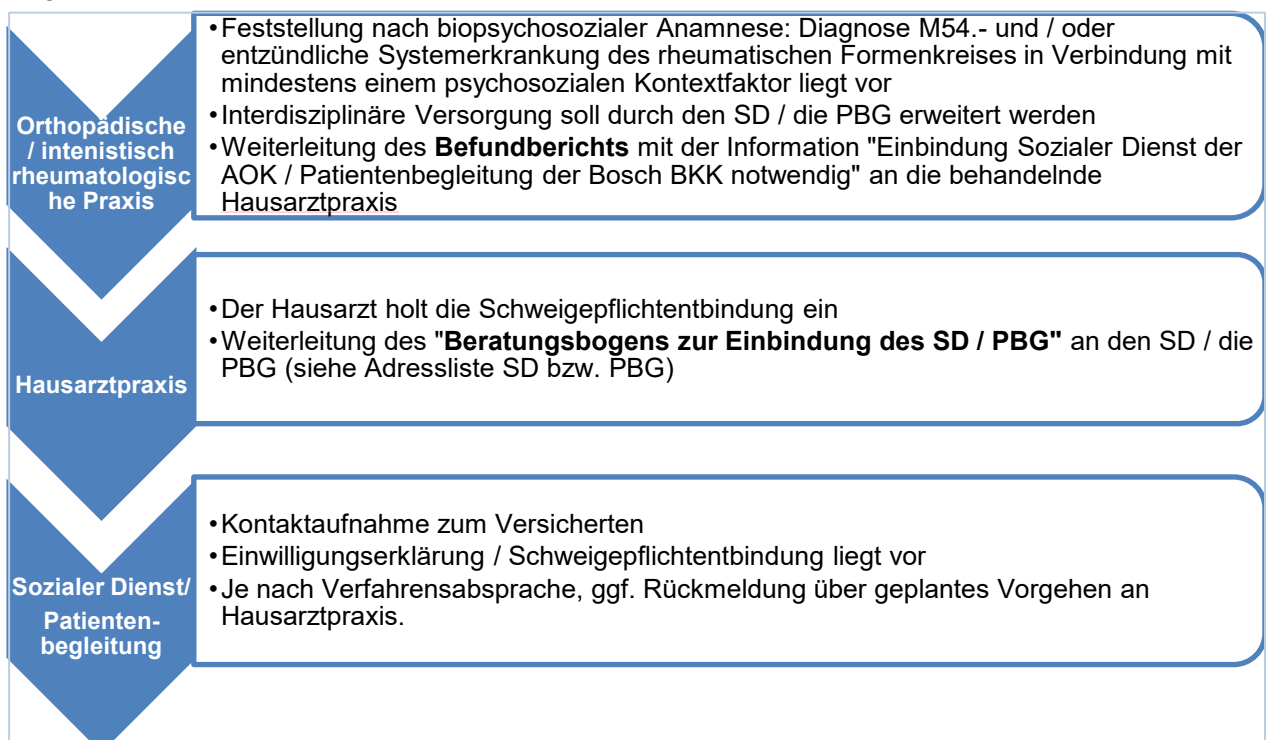 Orthopädische
/ intenistisch
rheumatologisc
he Praxis
•Feststellung nach biopsychosozialer Anamnese: Diagnose M54.- und / oder
entzündliche Systemerkrankung des rheumatischen Formenkreises in Verbindung mit
mindestens einem psychosozialen Kontextfaktor liegt vor
•Interdisziplinäre Versorgung soll durch den SD / die PBG erweitert werden
•Weiterleitung des Befundberichts mit der Information "Einbindung Sozialer Dienst der
AOK / Patientenbegleitung der Bosch BKK notwendig" an die behandelnde
Hausarztpraxis
Hausarztpraxis
•Der Hausarzt holt die Schweigepflichtentbindung ein
•Weiterleitung des "Beratungsbogens zur Einbindung des SD / PBG" an den SD / die
PBG (siehe Adressliste SD bzw. PBG)
Sozialer Dienst/
Patienten-
begleitung
•Kontaktaufnahme zum Versicherten
•Einwilligungserklärung / Schweigepflichtentbindung liegt vor
•Je nach Verfahrensabsprache, ggf. Rückmeldung über geplantes Vorgehen an
Hausarztpraxis.